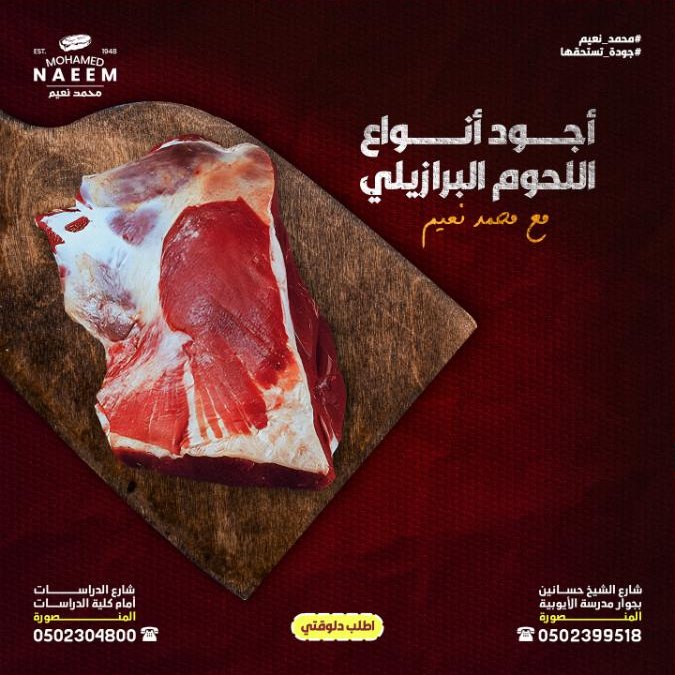 #محمد_نعيم
#جودة_تستحقها
EST. 1948
MOHAMED
NAEEM
محمد نعيم
أجود أنواع
اللحوم البرازيلي
مع محمد نعيم
شارع الشيخ حسانين
بجوار مدرسة الأيوبية
المنصورة
0502399518
اطلب دلوقتي
شارع الدراسات
أمام كلية الدراسات
المنصورة
0502304800